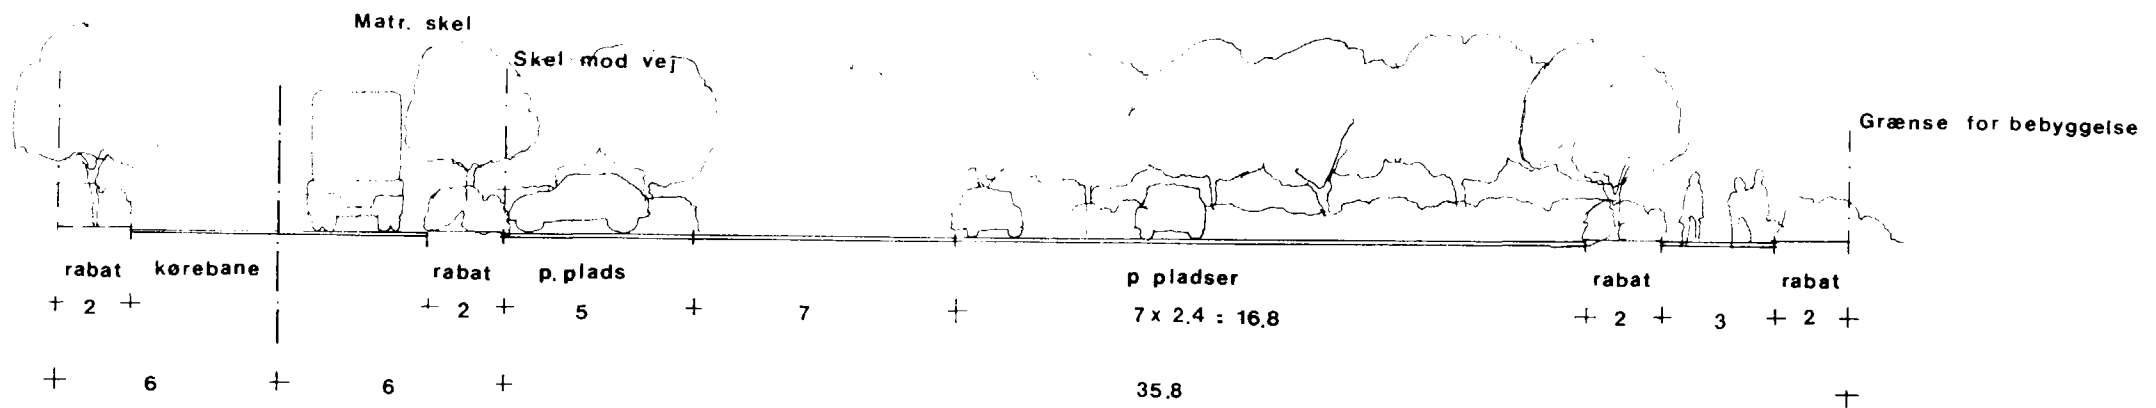 Matr. skel
Skel mod vej
Grænse for bebyggelse
rabat kørebane rabat p. plads p pladser rabat rabat
2 2 5 7 7 x 2.4 : 16.8 2 3 2
6 6 35.8